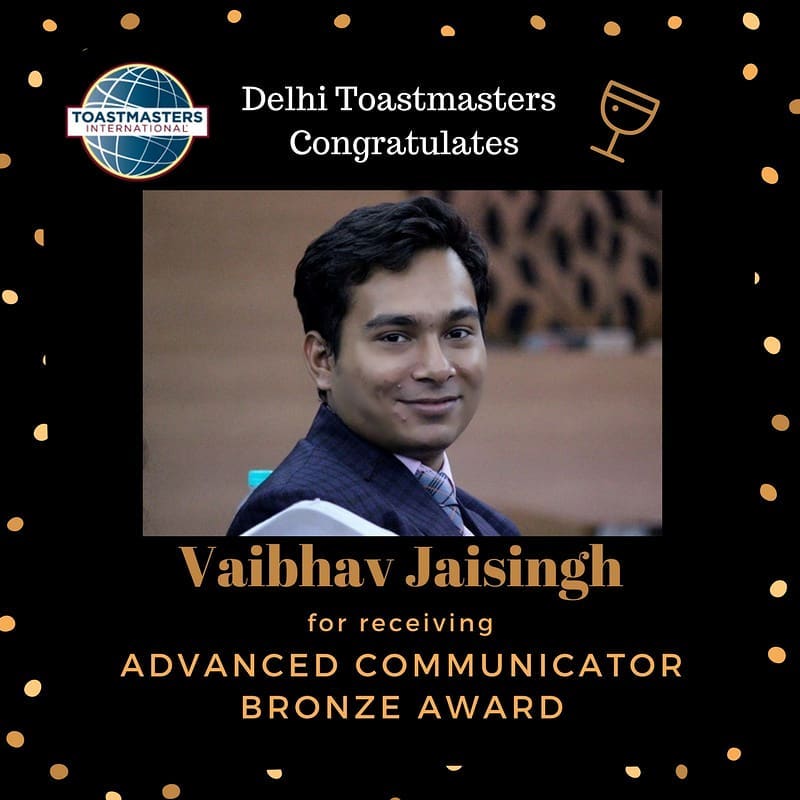 TOASTMASTERS
INTERNATIONAL
Delhi Toastmasters
Congratulates
Vaibhav Jaisingh
for receiving
ADVANCED COMMUNICATOR
BRONZE AWARD